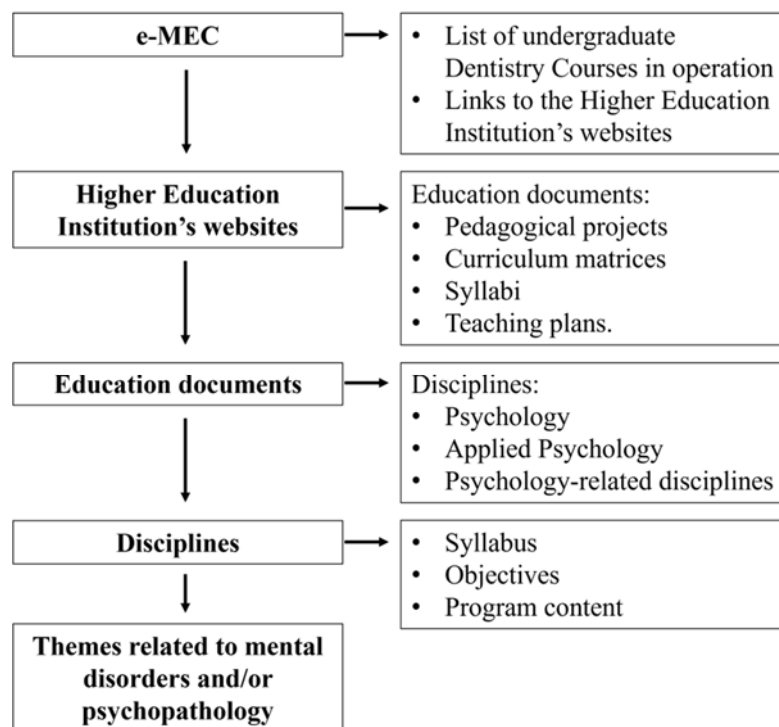 e-MEC
• List of undergraduate
Dentistry Courses in operation
• Links to the Higher Education
Institution's websites
Higher Education
Institution's websites
Education documents:
• Pedagogical projects
• Curriculum matrices
• Syllabi
• Teaching plans.
Education documents
Disciplines:
• Psychology
• Applied Psychology
• Psychology-related disciplines
Disciplines
• Syllabus
• Objectives
• Program content
Themes related to mental
disorders and/or
psychopathology